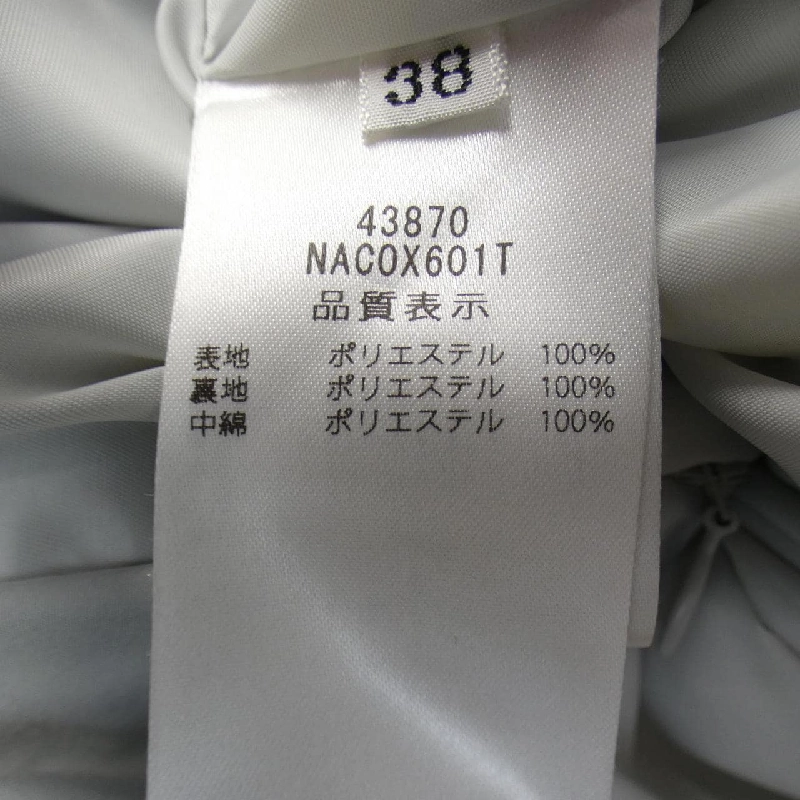 38
43870
NACOX601T
品質表示
表地 ポリエステル 100%
裏地 ポリエステル 100%
中綿 ポリエステル 100%